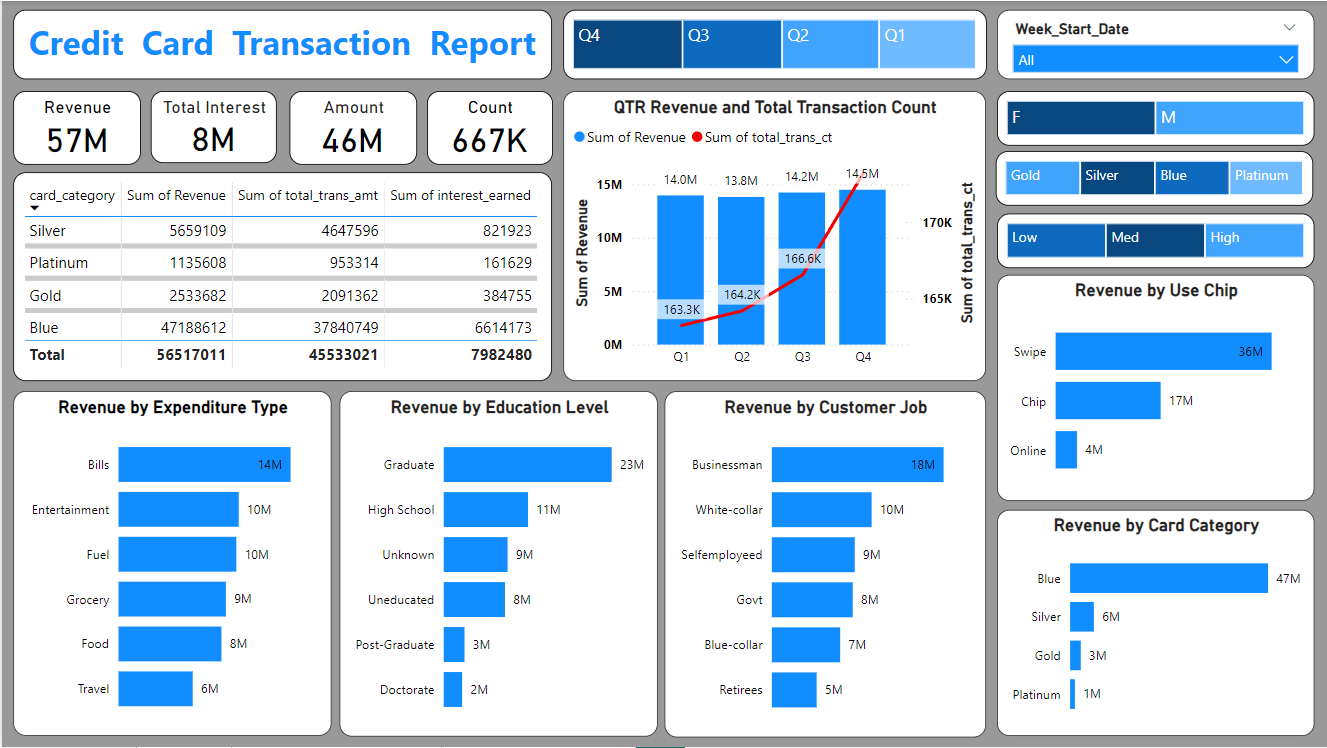 Credit Card Transaction Report
Q4 Q3 Q2 Q1
Week_Start_Date
All
Revenue
57M
Total Interest
8M
Amount
46M
Count
667K
F M
Gold Silver Blue Platinum
Low Med High
card_category Sum of Revenue Sum of total_trans_amt Sum of interest_earned
Silver 5659109 4647596 821923
Platinum 1135608 953314 161629
Gold 2533682 2091362 384755
Blue 47188612 37840749 6614173
Total 56517011 45533021 7982480
QTR Revenue and Total Transaction Count
Sum of Revenue Sum of total_trans_ct
Sum of Revenue
15M
10M
5M
0M
14.0M 13.8M 14.2M 14.5M
163.3K 164.2K 166.6K
170K
165K
Sum of total_trans_ct
Q1 Q2 Q3 Q4
Revenue by Use Chip
Swipe 36M
Chip 17M
Online 4M
Revenue by Expenditure Type
Bills 14M
Entertainment 10M
Fuel 10M
Grocery 9M
Food 8M
Travel 6M
Revenue by Education Level
Graduate 23M
High School 11M
Unknown 9M
Uneducated 8M
Post-Graduate 3M
Doctorate 2M
Revenue by Customer Job
Businessman 18M
White-collar 10M
Selfemployeed 9M
Govt 8M
Blue-collar 7M
Retirees 5M
Revenue by Card Category
Blue 47M
Silver 6M
Gold 3M
Platinum 1M